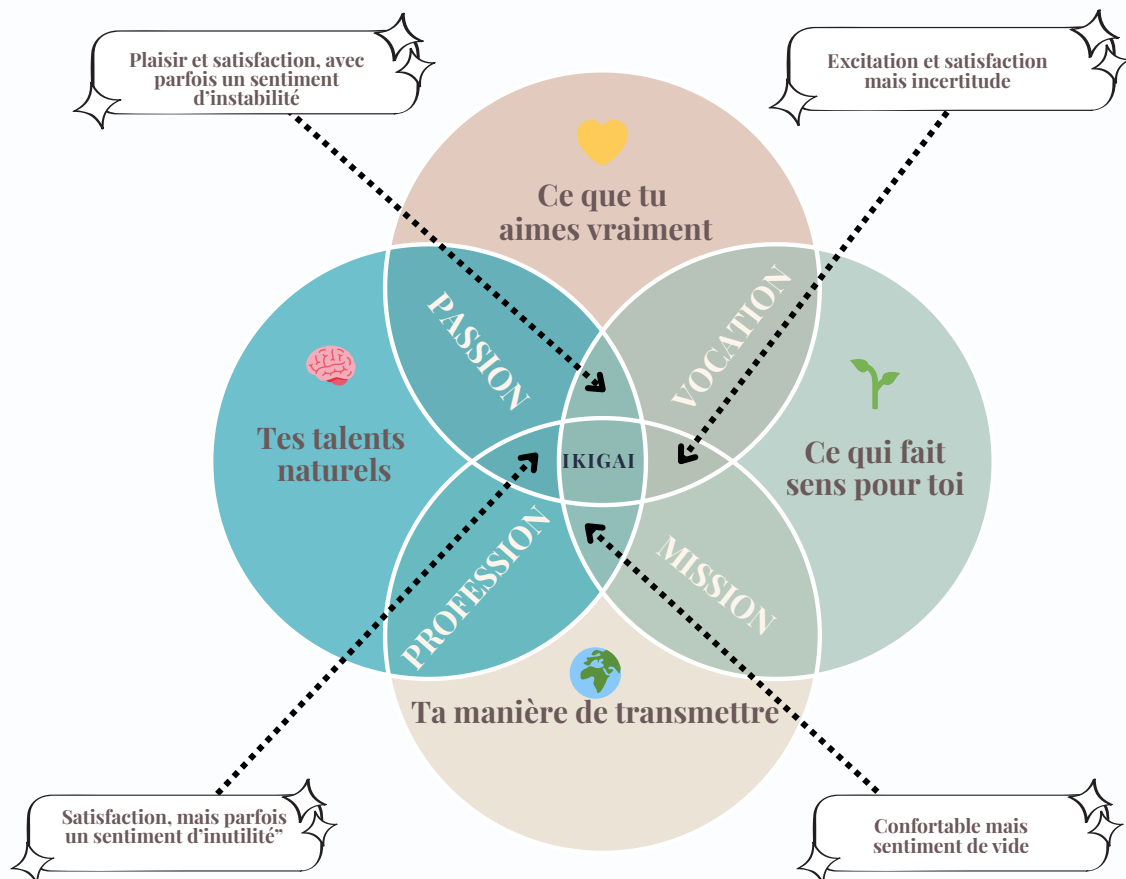 Plaisir et satisfaction, avec
parfois un sentiment
d’instabilité
Excitation et satisfaction
mais incertitude
Ce que tu
aimes vraiment
PASSION
VOCATION
Tes talents
naturels
IKIGAI
Ce qui fait
sens pour toi
PROFESSION
MISSION
Ta manière de transmettre
Satisfaction, mais parfois
un sentiment d’inutilité”
Confortable mais
sentiment de vide